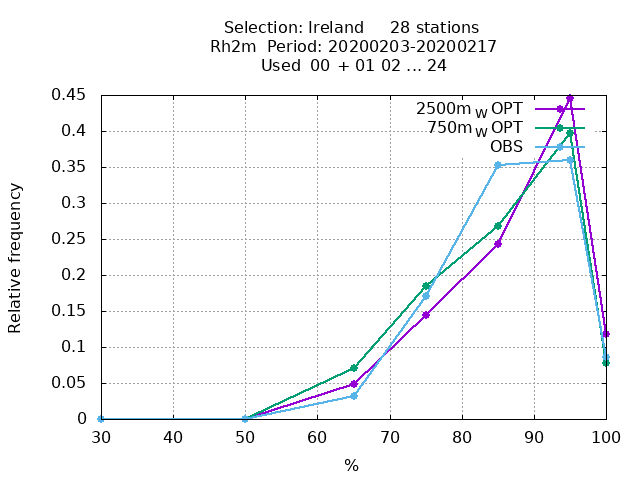 Selection: Ireland 28 stations
Rh2m Period: 20200203-20200217
Used 00 + 01 02 ... 24
2500m_W OPT
750m_W OPT
OBS
Relative frequency
0.45
0.4
0.35
0.3
0.25
0.2
0.15
0.1
0.05
0
30 40 50 60 70 80 90 100
%